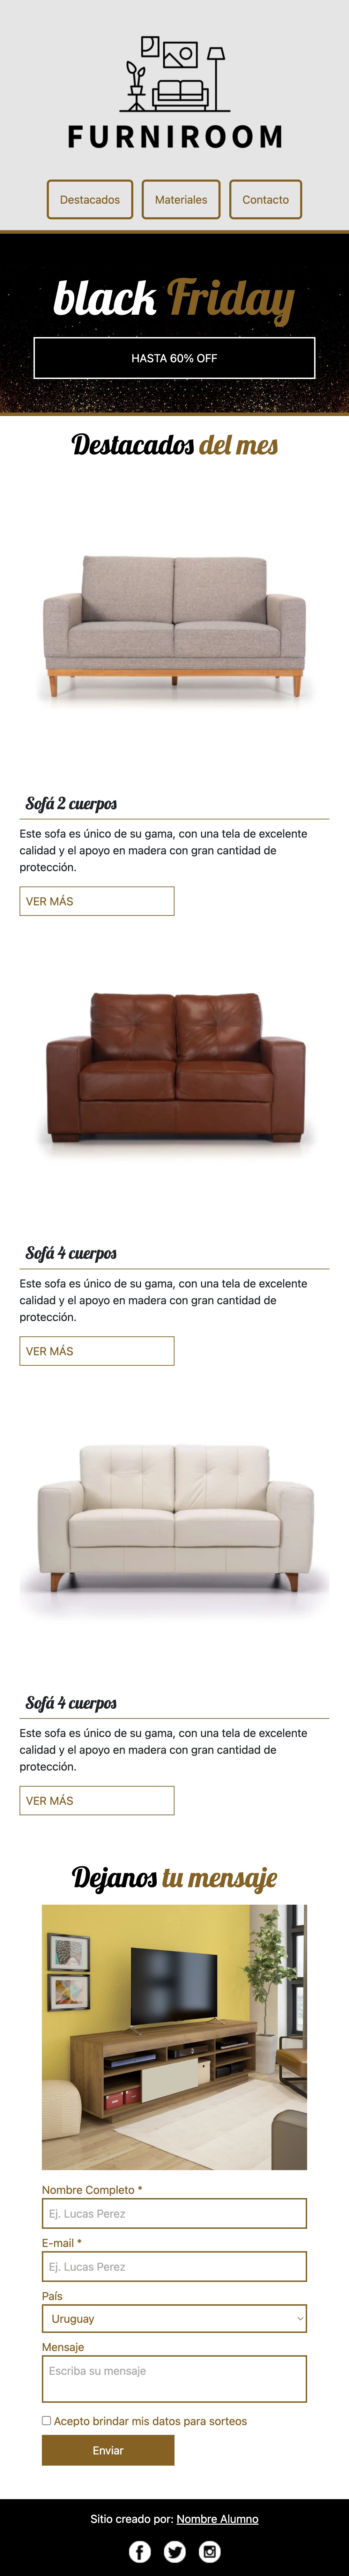 FURNIROOM
Destacados
Materiales
Contacto
black Friday
HASTA 60% OFF
Destacados del mes
Sofá 2 cuerpos
Este sofa es único de su gama, con una tela de excelente
calidad y el apoyo en madera con gran cantidad de
protección.
VER MÁS
Sofá 4 cuerpos
Este sofa es único de su gama, con una tela de excelente
calidad y el apoyo en madera con gran cantidad de
protección.
VER MÁS
Sofá 4 cuerpos
Este sofa es único de su gama, con una tela de excelente
calidad y el apoyo en madera con gran cantidad de
protección.
VER MÁS
Dejanos tu mensaje
Nombre Completo *
Ej. Lucas Perez
E-mail *
Ej. Lucas Perez
País
Uruguay
Mensaje
Escriba su mensaje
Acepto brindar mis datos para sorteos
Enviar
Sitio creado por: Nombre Alumno